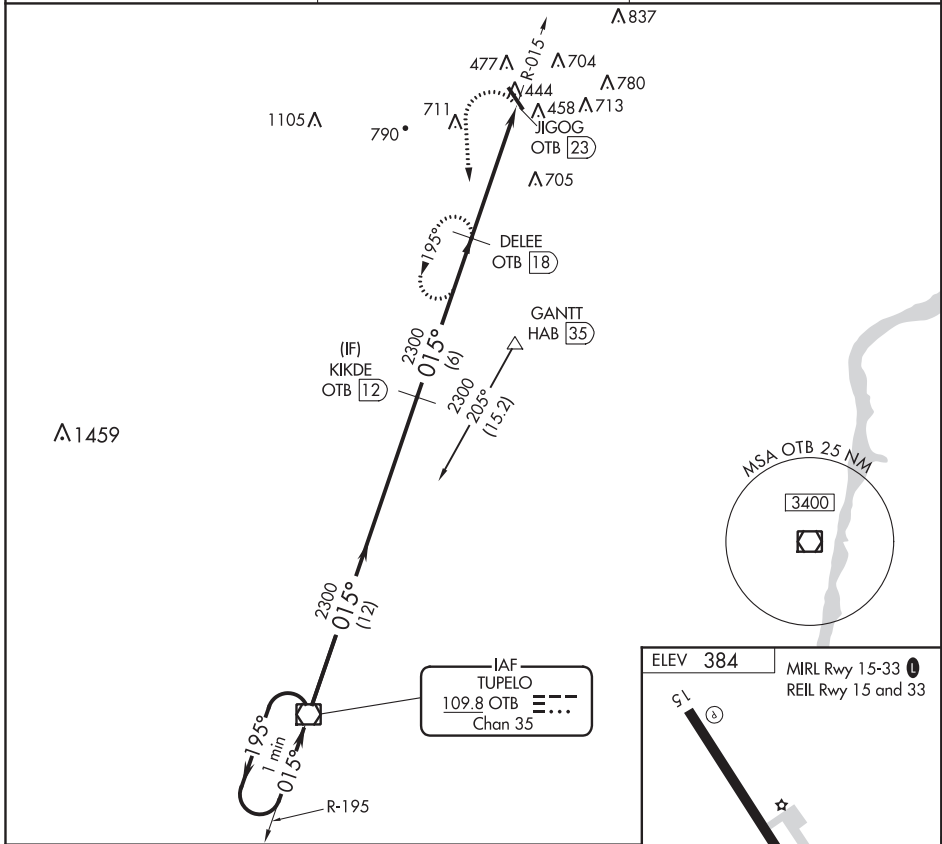 837
477
R-015
704
444
780
458
713
1105
790
711
JIGOG
OTB 23
705
195°
DELEE
OTB 18
GANTT
HAB 35
(IF)
KIKDE
OTB 12
2300
015°
(6)
2300
205°
(15.2)
1459
MSA OTB 25 NM
3400
2300
015°
(12)
IAF
TUPELO
109.8 OTB
Chan 35
195°
1 min
015°
R-195
ELEV 384
MIRL Rwy 15-33 L
REIL Rwy 15 and 33
15
P